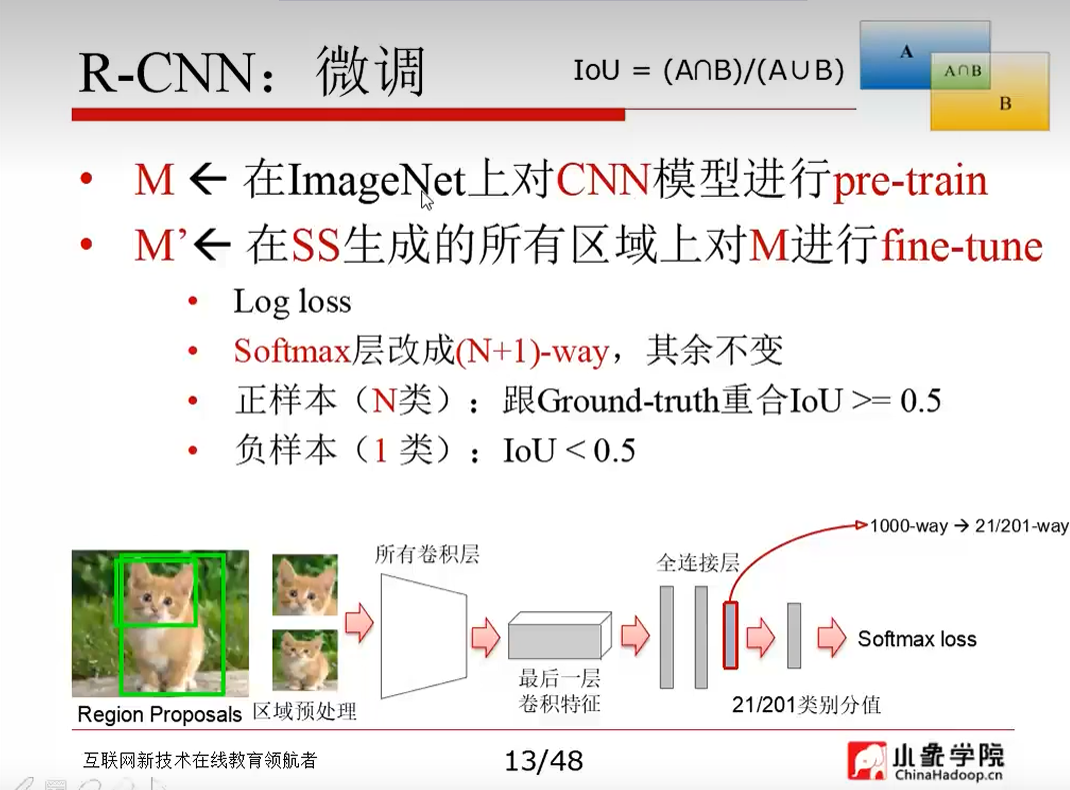 R-CNN：微调
IoU = (A∩B)/(A∪B)
A
A∩B
B
• M ← 在ImageNet上对CNN模型进行pre-train
• M’← 在SS生成的所有区域上对M进行fine-tune
• Log loss
• Softmax层改成(N+1)-way，其余不变
• 正样本（N类）：跟Ground-truth重合IoU >= 0.5
• 负样本（1 类）：IoU < 0.5
1000-way → 21/201-way
所有卷积层
全连接层
Softmax loss
最后一层
卷积特征
21/201类别分值
Region Proposals
区域预处理
互联网新技术在线教育领航者
13/48
小象学院
ChinaHadoop.cn